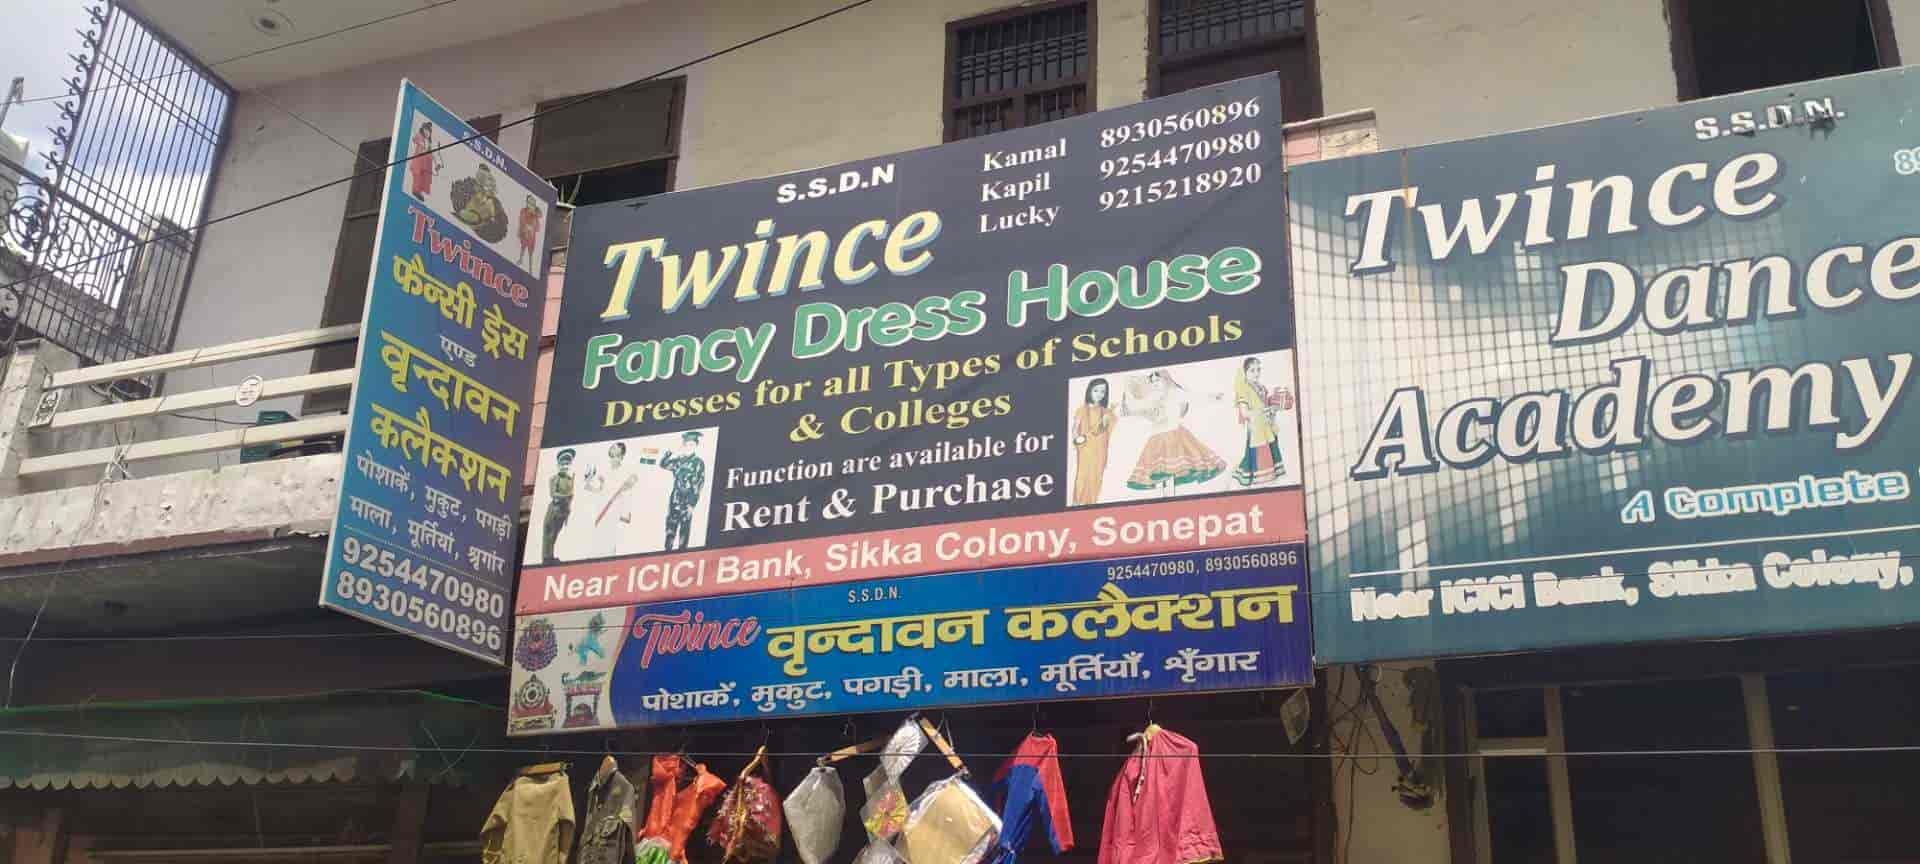 S.S.D.N.
Twince
फैन्सी ड्रेस
एण्ड
वृन्दावन
कलैक्शन
पोशाकें, मुकुट, पगड़ी
माला, मूर्तियां, श्रृगांर
9254470980
8930560896
S.S.D.N
Kamal 8930560896
Kapil 9254470980
Lucky 9215218920
Twince
Fancy Dress House
Dresses for all Types of Schools
& Colleges
Function are available for
Rent & Purchase
Near ICICI Bank, Sikka Colony, Sonepat
9254470980, 8930560896
S.S.D.N.
Twince वृन्दावन कलैक्शन
पोशाकें, मुकुट, पगड़ी, माला, मूर्तियाँ, श्रृँगार
S.S.D.N.
Twince
Dance
Academy
A Complete
Near ICICI Bank, Sikka Colony,